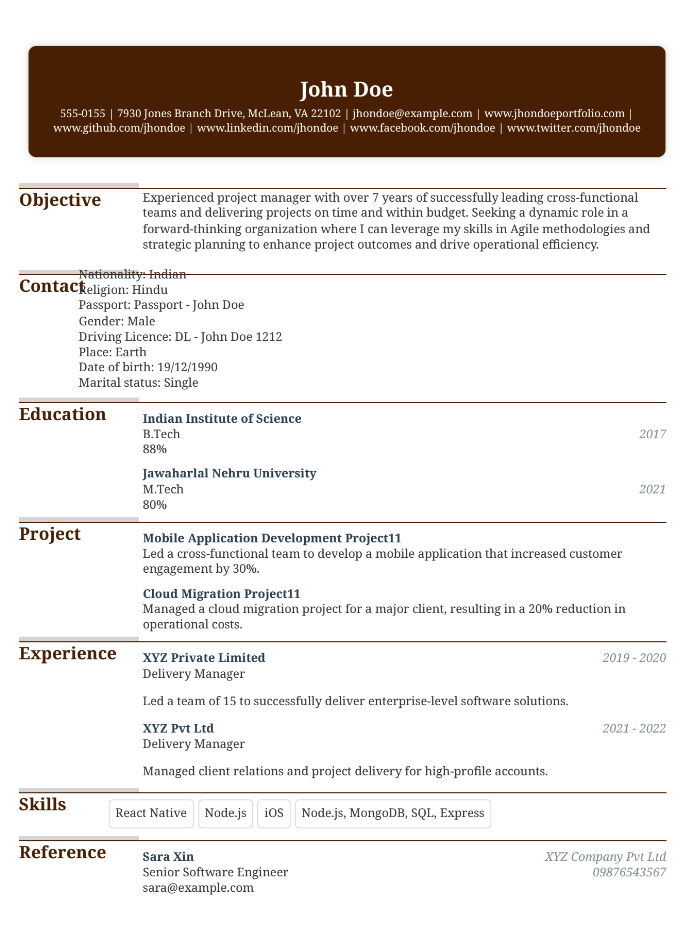 John Doe
555-0155 | 7930 Jones Branch Drive, McLean, VA 22102 | jhondoe@example.com | www.jhondoeportfolio.com |
www.github.com/jhondoe | www.linkedin.com/jhondoe | www.facebook.com/jhondoe | www.twitter.com/jhondoe
Objective
Experienced project manager with over 7 years of successfully leading cross-functional
teams and delivering projects on time and within budget. Seeking a dynamic role in a
forward-thinking organization where I can leverage my skills in Agile methodologies and
strategic planning to enhance project outcomes and drive operational efficiency.
Contact
Nationality: Indian
Religion: Hindu
Passport: Passport - John Doe
Gender: Male
Driving Licence: DL - John Doe 1212
Place: Earth
Date of birth: 19/12/1990
Marital status: Single
Education
Indian Institute of Science
B.Tech 2017
88%
Jawaharlal Nehru University
M.Tech 2021
80%
Project
Mobile Application Development Project11
Led a cross-functional team to develop a mobile application that increased customer
engagement by 30%.
Cloud Migration Project11
Managed a cloud migration project for a major client, resulting in a 20% reduction in
operational costs.
Experience
XYZ Private Limited 2019 - 2020
Delivery Manager
Led a team of 15 to successfully deliver enterprise-level software solutions.
XYZ Pvt Ltd 2021 - 2022
Delivery Manager
Managed client relations and project delivery for high-profile accounts.
Skills
React Native Node.js iOS Node.js, MongoDB, SQL, Express
Reference
Sara Xin XYZ Company Pvt Ltd
Senior Software Engineer 09876543567
sara@example.com